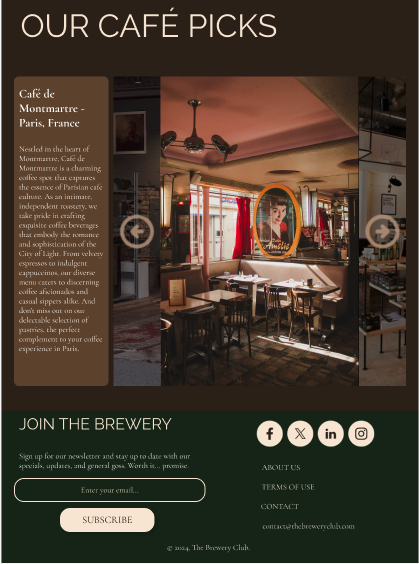 OUR CAFÉ PICKS
Café de
Montmartre -
Paris, France
Nestled in the heart of
Montmartre, Café de
Montmartre is a charming
coffee spot that captures
the essence of Parisian cafe
culture. As an intimate,
independent roastery, we
take pride in crafting
exquisite coffee beverages
that embody the romance
and sophistication of the
City of Light. From velvety
espressos to indulgent
cappuccinos, our diverse
menu caters to discerning
coffee aficionados and
casual sippers alike. And
don't miss out on our
delectable selection of
pastries, the perfect
complement to your coffee
experience in Paris.
Amélie
JOIN THE BREWERY
Sign up for our newsletter and stay up to date with our
specials, updates, and general goss. Worth it... promise.
Enter your email...
SUBSCRIBE
ABOUT US
TERMS OF USE
CONTACT
contact@thebreweryclub.com
© 2024, The Brewery Club.